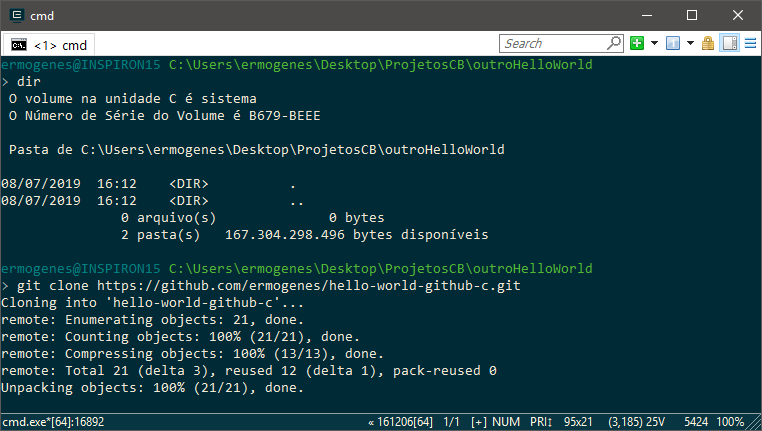 cmd
<1> cmd
Search
ermogenes@INSPIRON15 C:\Users\ermogenes\Desktop\ProjetosCB\outroHelloWorld
> dir
O volume na unidade C é sistema
O Número de Série do Volume é B679-BEEE
Pasta de C:\Users\ermogenes\Desktop\ProjetosCB\outroHelloWorld
08/07/2019  16:12    <DIR>          .
08/07/2019  16:12    <DIR>          ..
0 arquivo(s)              0 bytes
2 pasta(s)   167.304.298.496 bytes disponíveis
ermogenes@INSPIRON15 C:\Users\ermogenes\Desktop\ProjetosCB\outroHelloWorld
> git clone https://github.com/ermogenes/hello-world-github-c.git
Cloning into 'hello-world-github-c'...
remote: Enumerating objects: 21, done.
remote: Counting objects: 100% (21/21), done.
remote: Compressing objects: 100% (13/13), done.
remote: Total 21 (delta 3), reused 12 (delta 1), pack-reused 0
Unpacking objects: 100% (21/21), done.
cmd.exe*[64]:16892 « 161206[64] 1/1 [+] NUM PRI↕ 95x21 (3,185) 25V 5424 100%